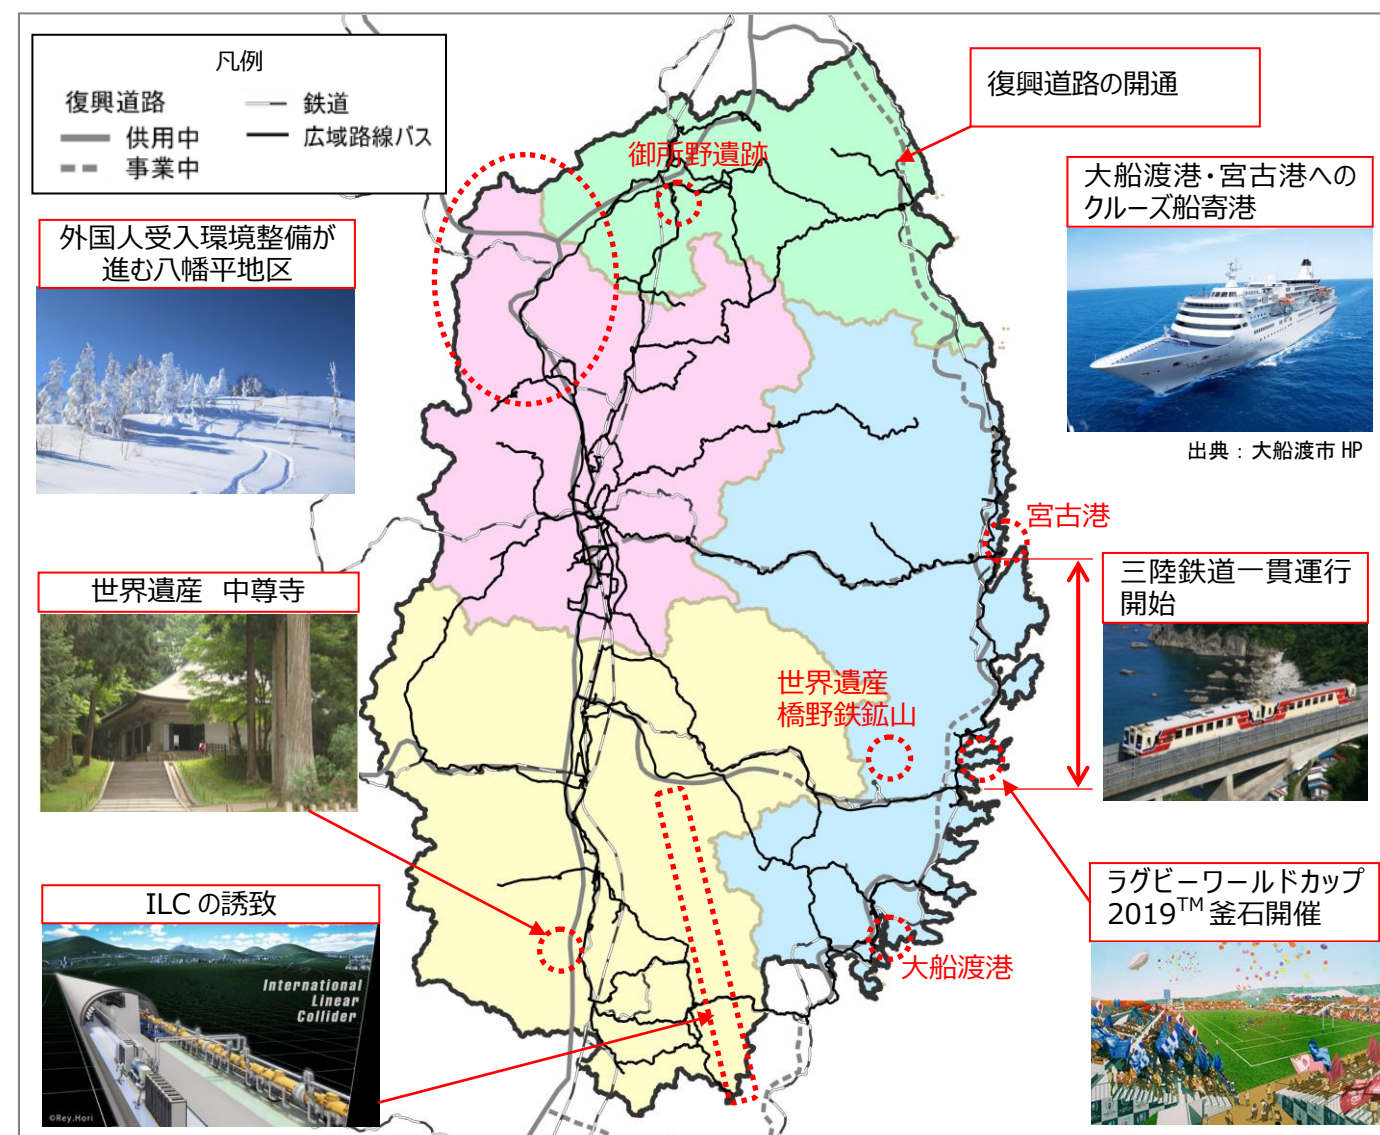 凡例
復興道路
供用中
事業中
鉄道
広域路線バス
復興道路の開通
御所野遺跡
大船渡港・宮古港への
クルーズ船寄港
出典：大船渡市 HP
外国人受入環境整備が
進む八幡平地区
宮古港
三陸鉄道一貫運行
開始
世界遺産 中尊寺
世界遺産
橋野鉄鉱山
ラグビーワールドカップ
2019TM 釜石開催
大船渡港
ILC の誘致
International
Linear
Collider
©Rey.Hori